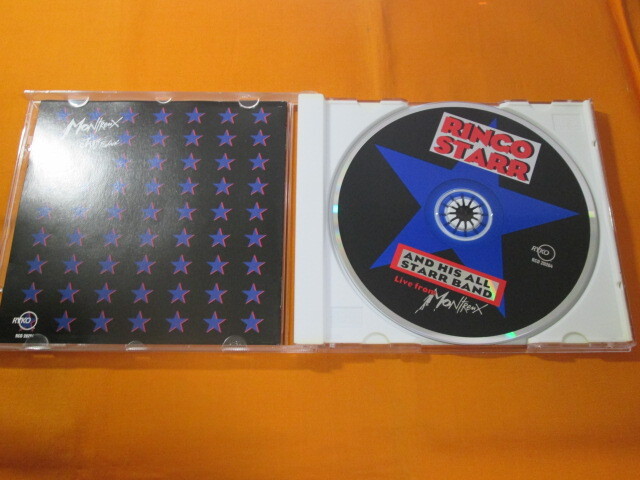 Montreux
RYKO
RINGO
STARR
AND HIS ALL
STARR BAND
Live from
Montreux
RYKO